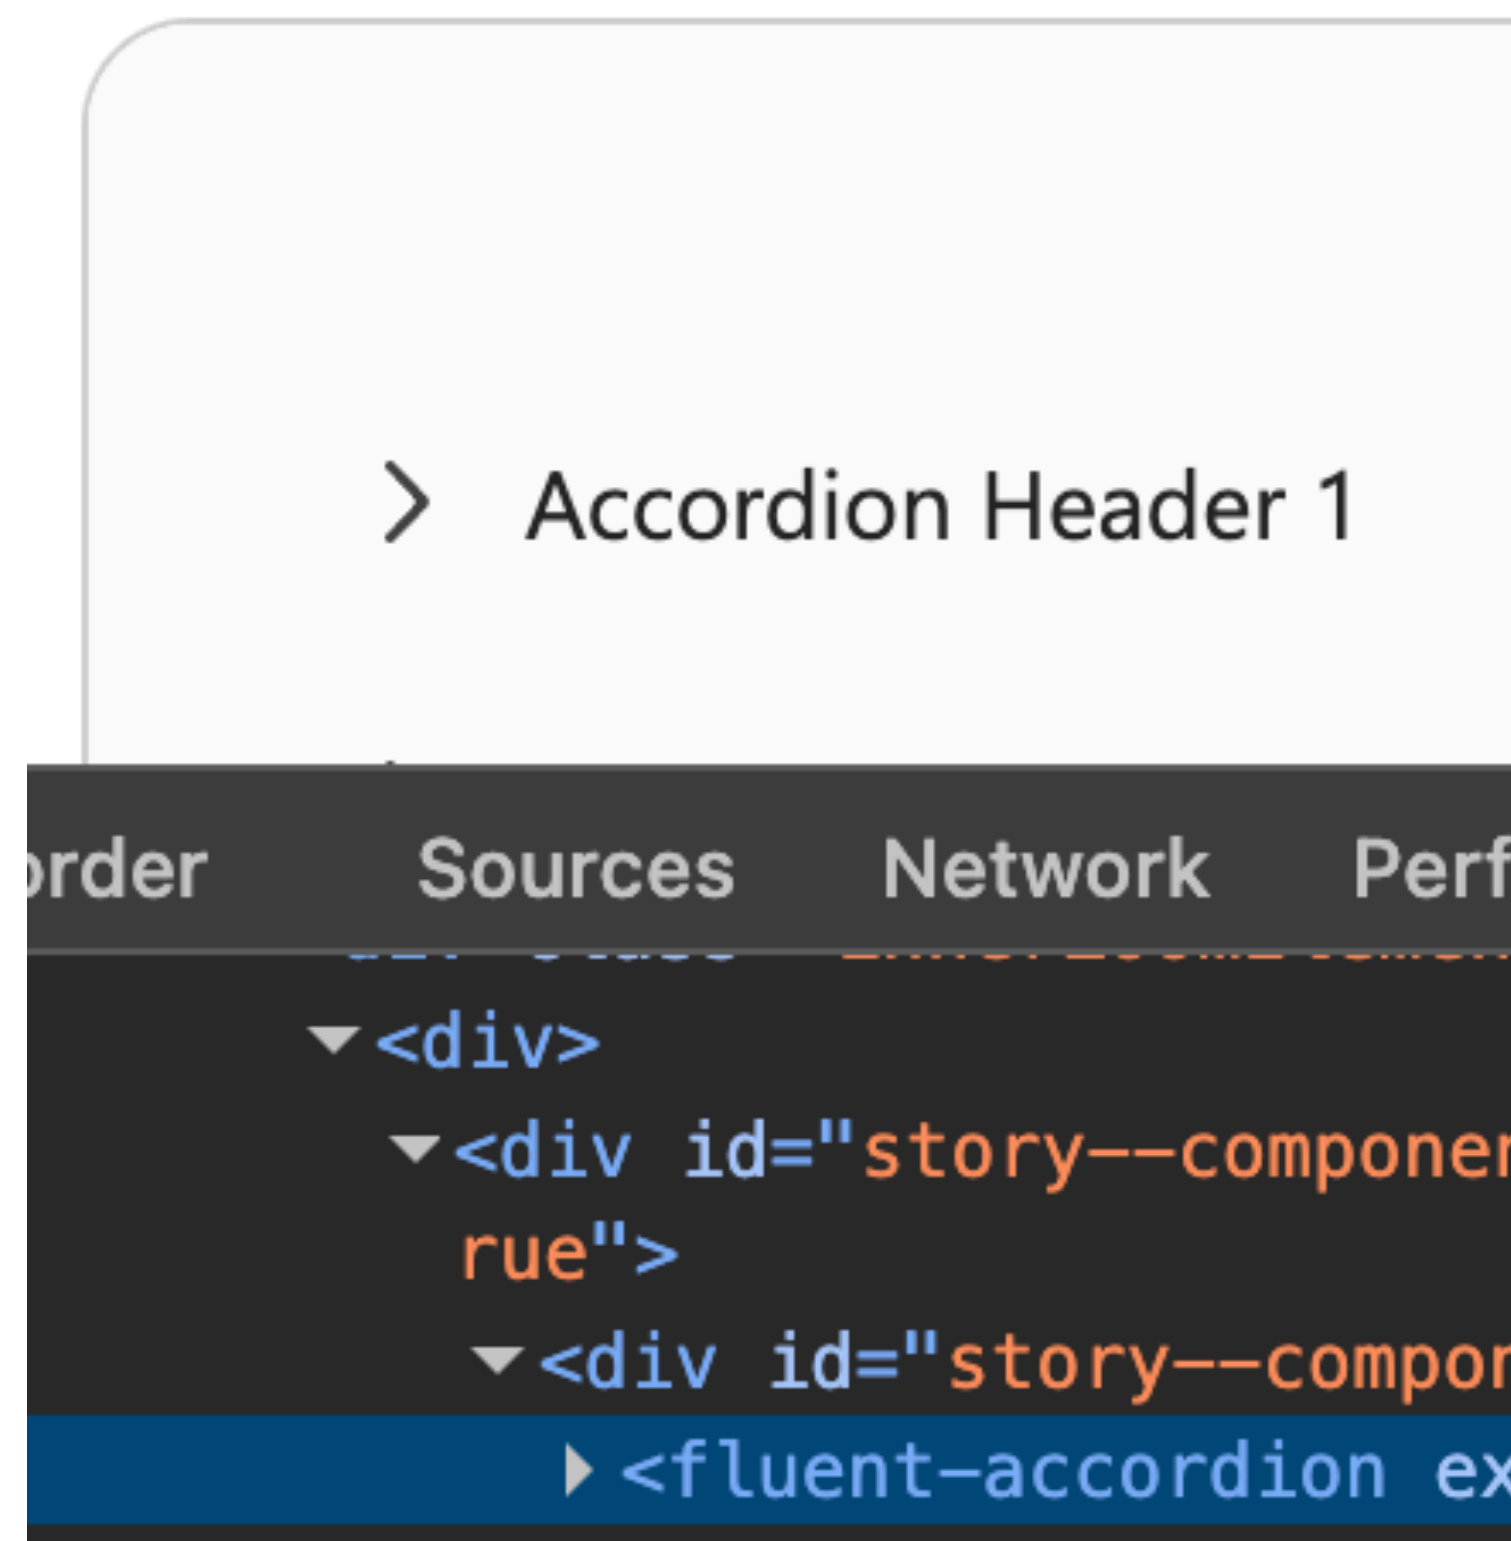 Accordion Header 1
order Sources Network Perf
<div>
<div id="story--componen
rue">
<div id="story--compon
<fluent-accordion ex